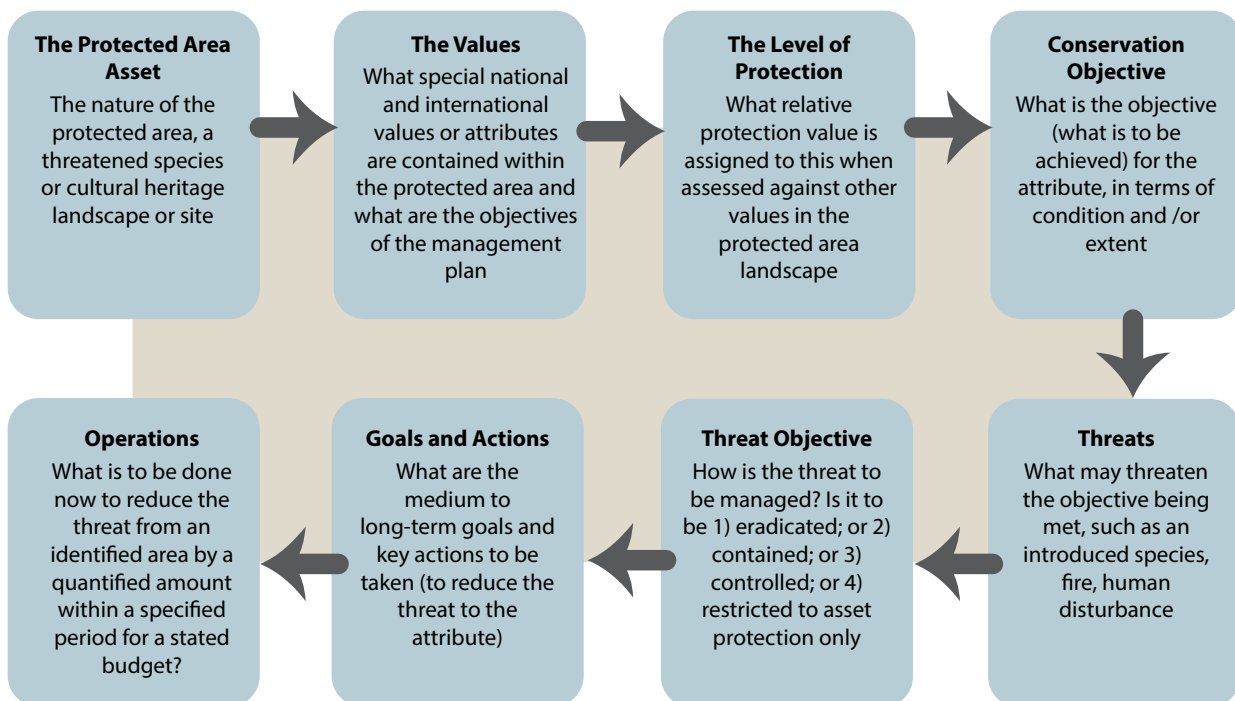 The Protected Area
Asset
The nature of the
protected area, a
threatened species
or cultural heritage
landscape or site
The Values
What special national
and international
values or attributes
are contained within
the protected area and
what are the objectives
of the management
plan
The Level of
Protection
What relative
protection value is
assigned to this when
assessed against other
values in the
protected area
landscape
Conservation
Objective
What is the objective
(what is to be
achieved) for the
attribute, in terms of
condition and /or
extent
Threats
What may threaten
the objective being
met, such as an
introduced species,
fire, human
disturbance
Threat Objective
How is the threat to
be managed? Is it to
be 1) eradicated; or 2)
contained; or 3)
controlled; or 4)
restricted to asset
protection only
Goals and Actions
What are the
medium to
long-term goals and
key actions to be
taken (to reduce the
threat to the
attribute)
Operations
What is to be done
now to reduce the
threat from an
identified area by a
quantified amount
within a specified
period for a stated
budget?